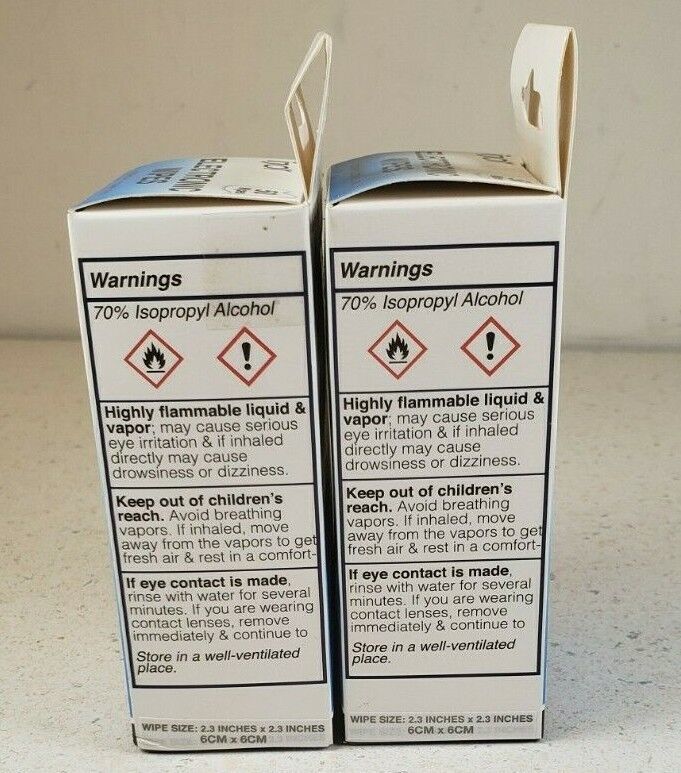 ELECTRONIC
WIPES
Warnings
70% Isopropyl Alcohol
Highly flammable liquid &
vapor; may cause serious
eye irritation & if inhaled
directly may cause
drowsiness or dizziness.
Keep out of children's
reach. Avoid breathing
vapors. If inhaled, move
away from the vapors to get
fresh air & rest in a comfort-
If eye contact is made,
rinse with water for several
minutes. If you are wearing
contact lenses, remove
immediately & continue to
Store in a well-ventilated
place.
WIPE SIZE: 2.3 INCHES x 2.3 INCHES
6CM x 6CM
ELECTRONIC
WIPES
Warnings
70% Isopropyl Alcohol
Highly flammable liquid &
vapor; may cause serious
eye irritation & if inhaled
directly may cause
drowsiness or dizziness.
Keep out of children's
reach. Avoid breathing
vapors. If inhaled, move
away from the vapors to get
fresh air & rest in a comfort-
If eye contact is made,
rinse with water for several
minutes. If you are wearing
contact lenses, remove
immediately & continue to
Store in a well-ventilated
place.
WIPE SIZE: 2.3 INCHES x 2.3 INCHES
6CM x 6CM